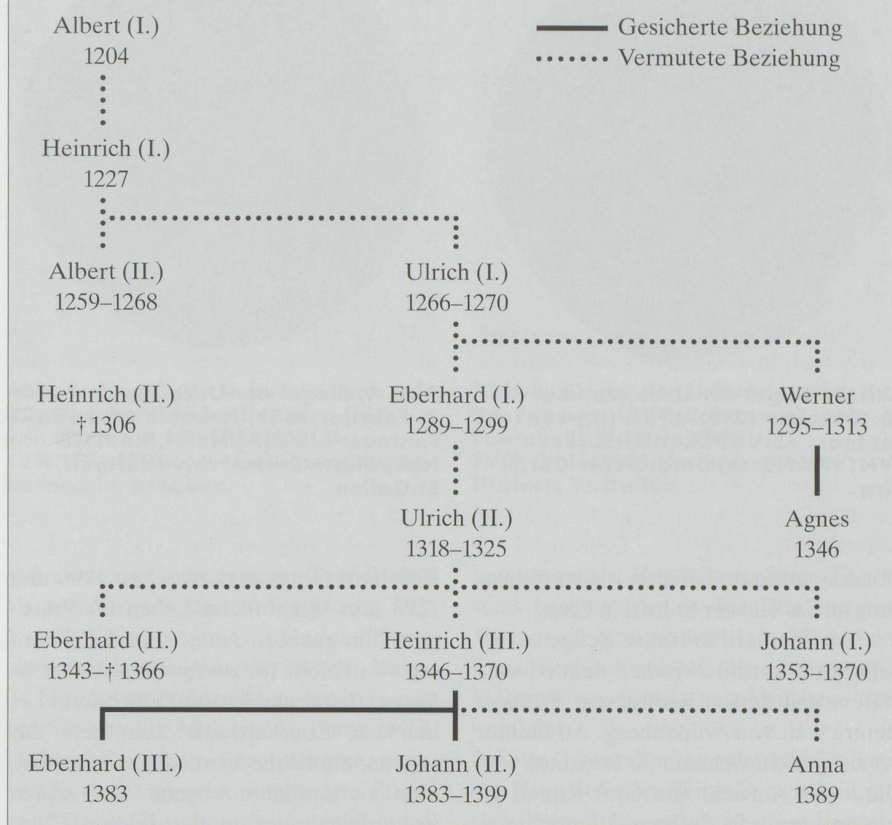 Albert (I.)
1204
Gesicherte Beziehung
Vermutete Beziehung
Heinrich (I.)
1227
Albert (II.)
1259–1268
Ulrich (I.)
1266–1270
Heinrich (II.)
†1306
Eberhard (I.)
1289–1299
Werner
1295–1313
Ulrich (II.)
1318–1325
Agnes
1346
Eberhard (II.)
1343–†1366
Heinrich (III.)
1346–1370
Johann (I.)
1353–1370
Eberhard (III.)
1383
Johann (II.)
1383–1399
Anna
1389